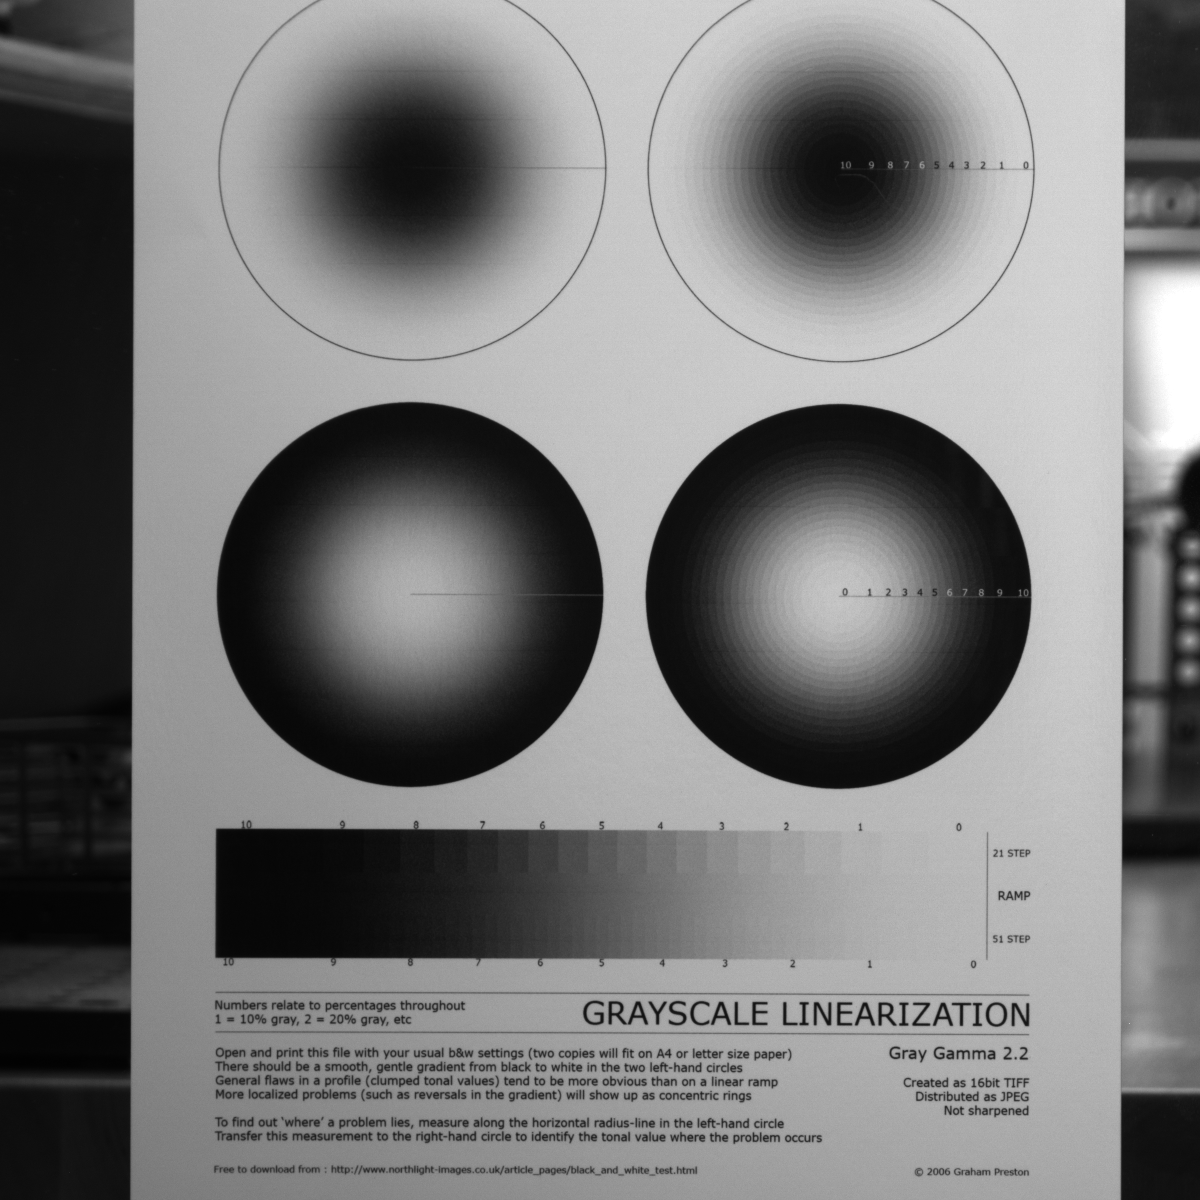 10 9 8 7 6 5 4 3 2 1 0
0 1 2 3 4 5 6 7 8 9 10
10 9 8 7 6 5 4 3 2 1 0
21 STEP
RAMP
51 STEP
10 9 8 7 6 5 4 3 2 1 0
Numbers relate to percentages throughout
1 = 10% gray, 2 = 20% gray, etc
GRAYSCALE LINEARIZATION
Open and print this file with your usual b&w settings (two copies will fit on A4 or letter size paper)
There should be a smooth, gentle gradient from black to white in the two left-hand circles
General flaws in a profile (clumped tonal values) tend to be more obvious than on a linear ramp
More localized problems (such as reversals in the gradient) will show up as concentric rings
Gray Gamma 2.2
Created as 16bit TIFF
Distributed as JPEG
Not sharpened
To find out ‘where’ a problem lies, measure along the horizontal radius-line in the left-hand circle
Transfer this measurement to the right-hand circle to identify the tonal value where the problem occurs
Free to download from : http://www.northlight-images.co.uk/article_pages/black_and_white_test.html
© 2006 Graham Preston